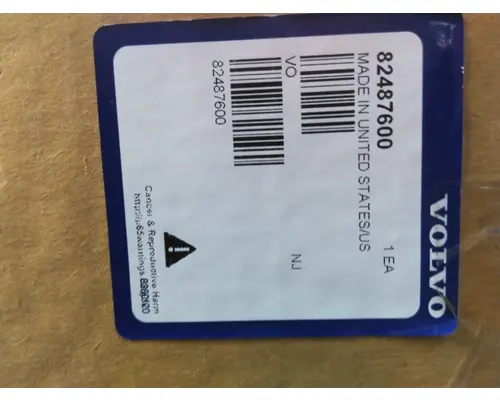 VOLVO
82487600 1 EA
MADE IN UNITED STATES/US
VO NJ
82487600
Cancer & Reproductive Harm